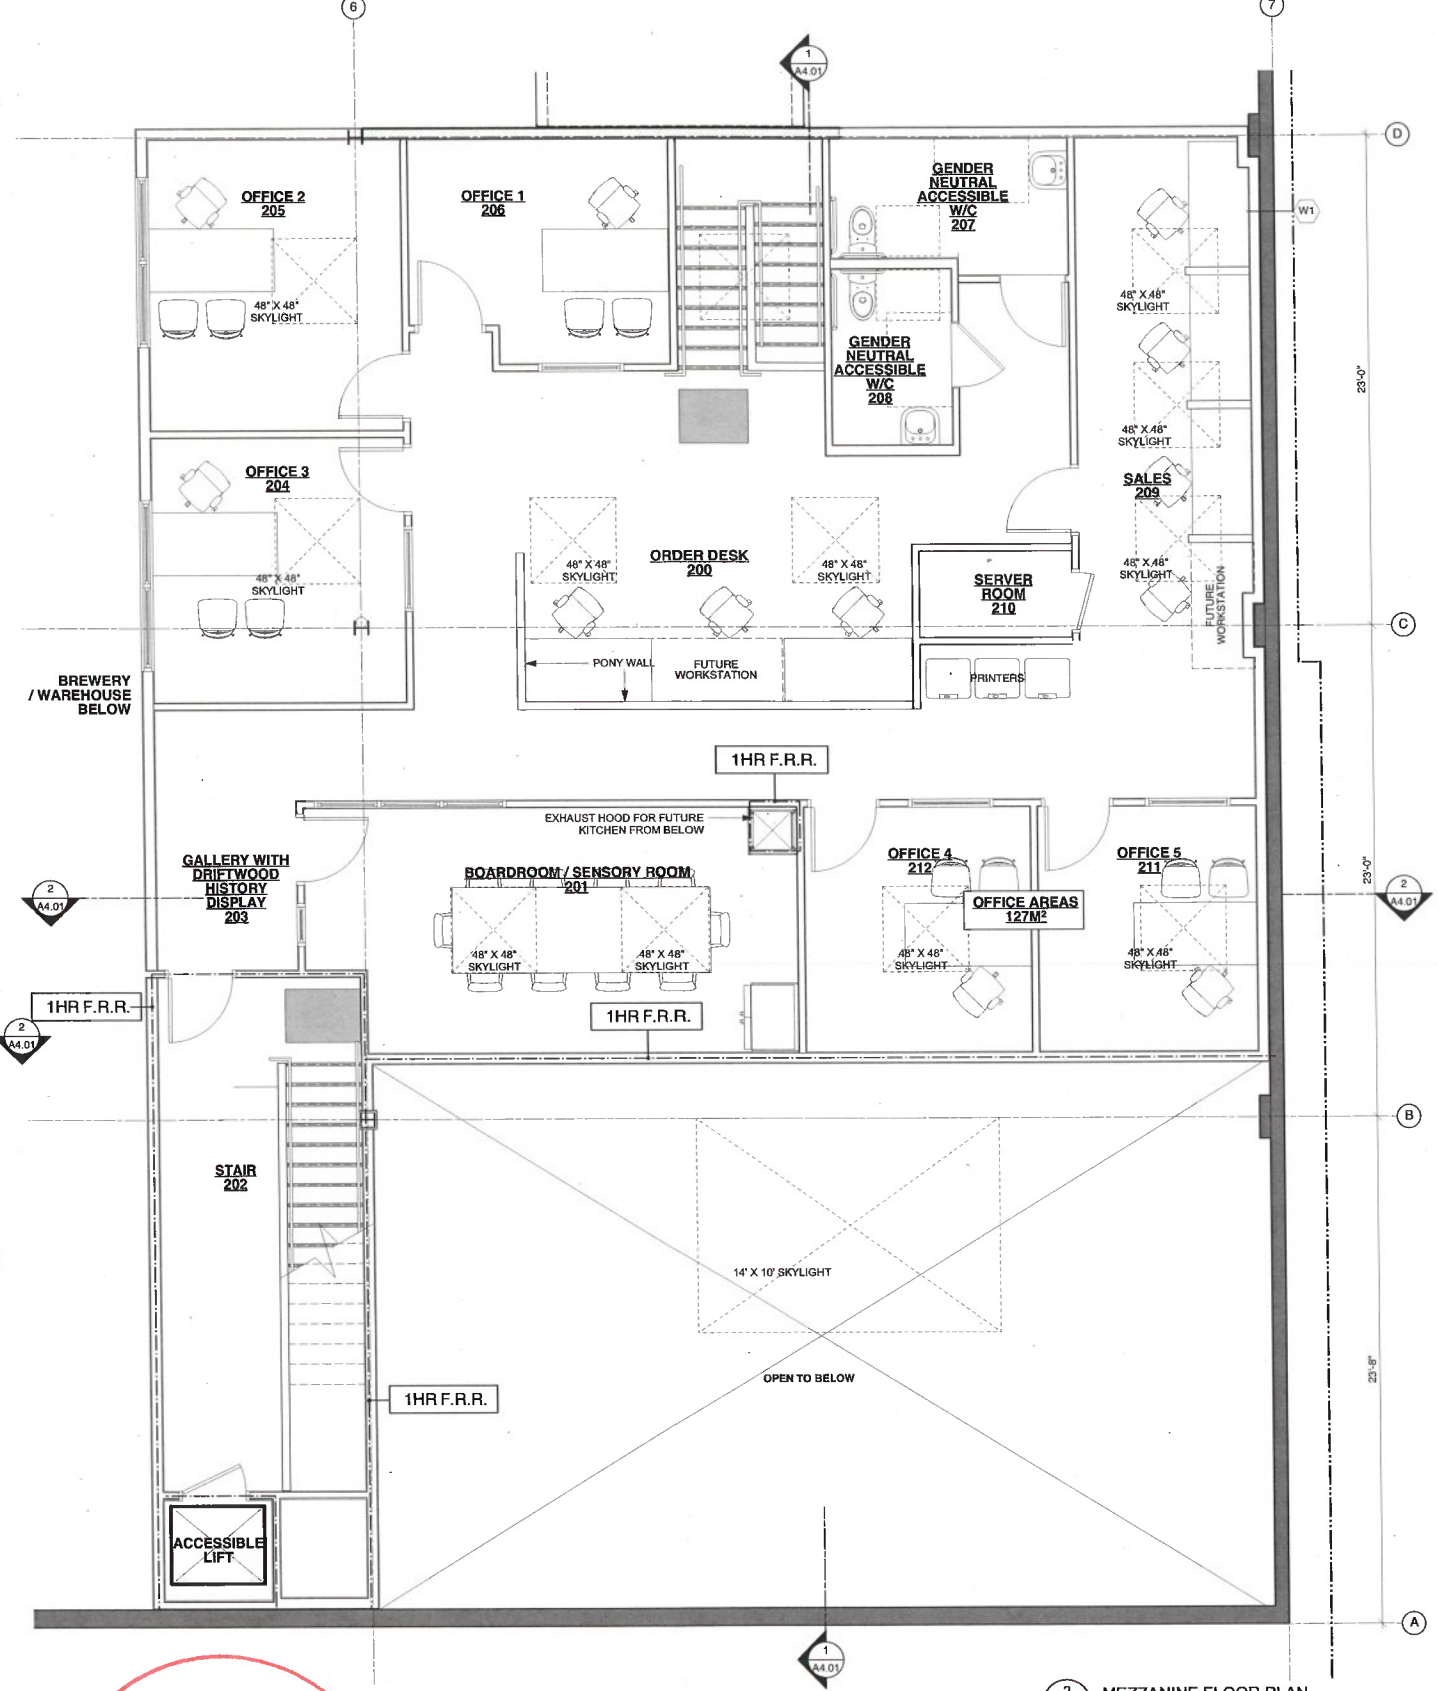 6
7
1
A4.01
D
OFFICE 2
205
OFFICE 1
206
GENDER
NEUTRAL
ACCESSIBLE
W/C
207
W1
48" X 48"
SKYLIGHT
48" X 48"
SKYLIGHT
GENDER
NEUTRAL
ACCESSIBLE
W/C
208
23'-0"
48" X 48"
SKYLIGHT
OFFICE 3
204
SALES
209
ORDER DESK
200
48" X 48"
SKYLIGHT
48" X 48"
SKYLIGHT
48" X 48"
SKYLIGHT
48" X 48"
SKYLIGHT
SERVER
ROOM
210
FUTURE
WORKSTATION
C
PONY WALL
FUTURE
WORKSTATION
PRINTERS
BREWERY
/ WAREHOUSE
BELOW
1HR F.R.R.
EXHAUST HOOD FOR FUTURE
KITCHEN FROM BELOW
GALLERY WITH
DRIFTWOOD
HISTORY
DISPLAY
203
BOARDROOM / SENSORY ROOM
201
OFFICE 4
212
OFFICE 5
211
23'-0"
2
A4.01
2
A4.01
OFFICE AREAS
127M²
48" X 48"
SKYLIGHT
48" X 48"
SKYLIGHT
48" X 48"
SKYLIGHT
48" X 48"
SKYLIGHT
1HR F.R.R.
1HR F.R.R.
2
A4.01
B
STAIR
202
14' X 10' SKYLIGHT
OPEN TO BELOW
23'-8"
1HR F.R.R.
ACCESSIBLE
LIFT
A
1
A4.01
2
MEZZANINE FLOOR PLAN